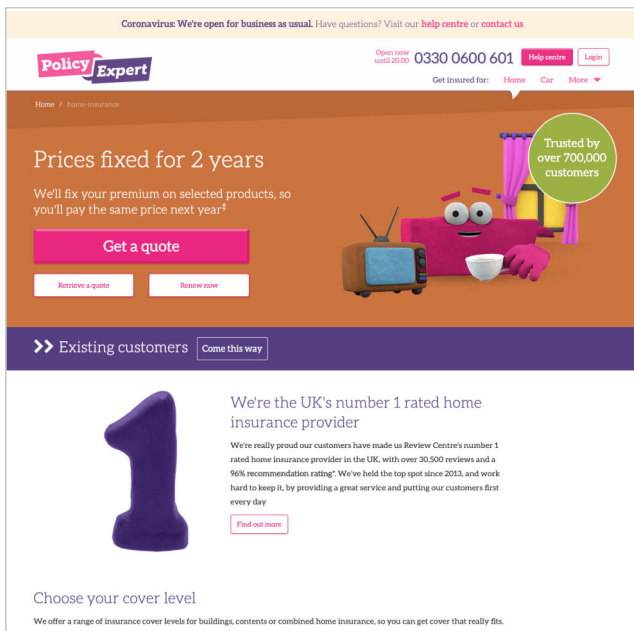 Coronavirus: We're open for business as usual. Have questions? Visit our help centre or contact us
Policy Expert
Open now
until 20.00
0330 0600 601
Help centre
Login
Get insured for: Home Car More
Home / home-insurance
Prices fixed for 2 years
We'll fix your premium on selected products, so
you'll pay the same price next year‡
Get a quote
Retrieve a quote
Renew now
Trusted by
over 700,000
customers
Existing customers
Come this way
We're the UK's number 1 rated home
insurance provider
We're really proud our customers have made us Review Centre's number 1
rated home insurance provider in the UK, with over 30,500 reviews and a
96% recommendation rating*. We've held the top spot since 2013, and work
hard to keep it, by providing a great service and putting our customers first
every day
Find out more
1
Choose your cover level
We offer a range of insurance cover levels for buildings, contents or combined home insurance, so you can get cover that really fits.